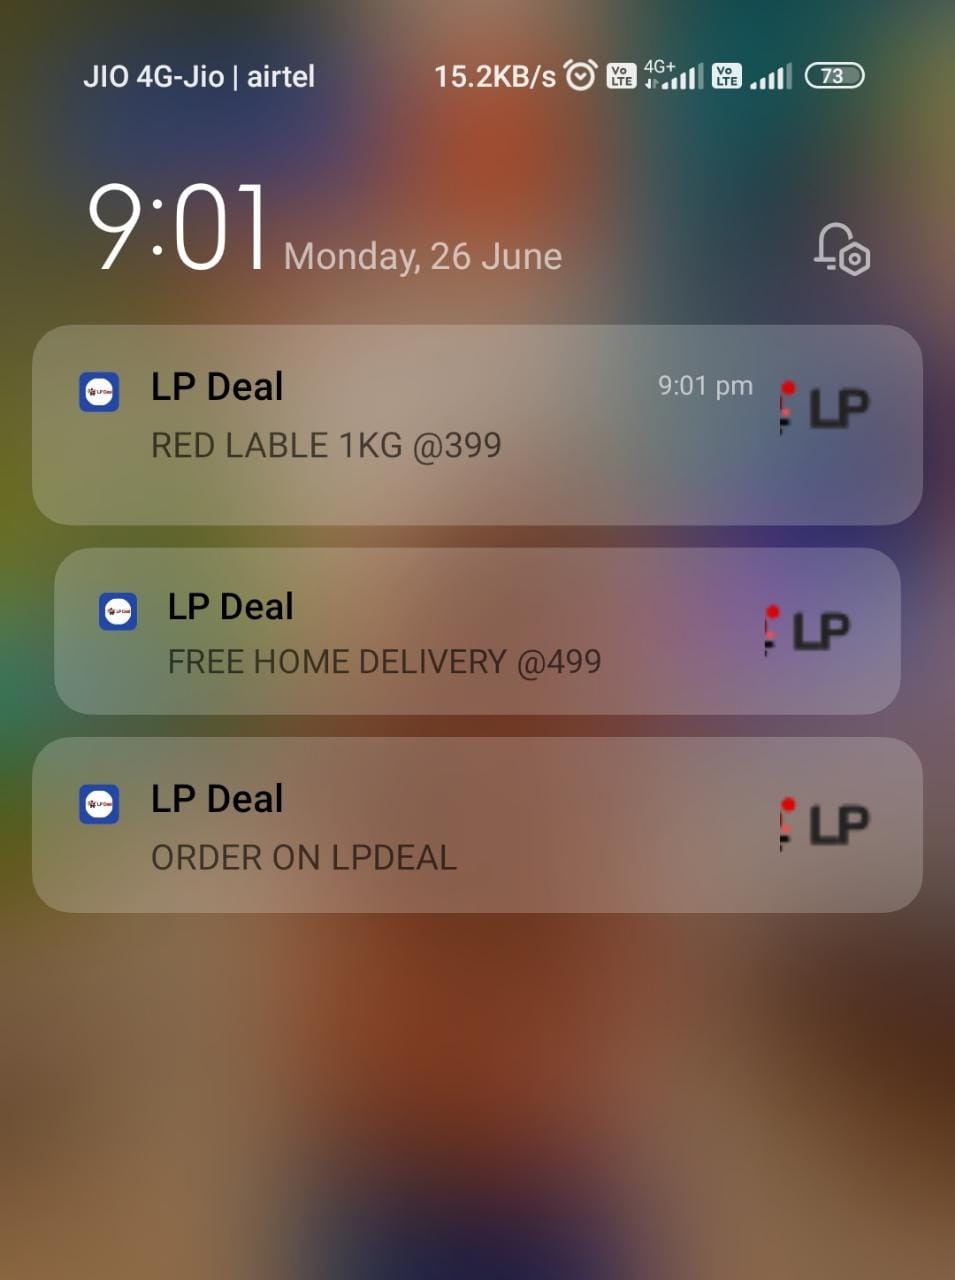 JIO 4G-Jio | airtel 15.2KB/s Vo LTE 4G+ Vo LTE 73
9:01 Monday, 26 June
LP Deal 9:01 pm LP
RED LABLE 1KG @399
LP Deal LP
FREE HOME DELIVERY @499
LP Deal LP
ORDER ON LPDEAL